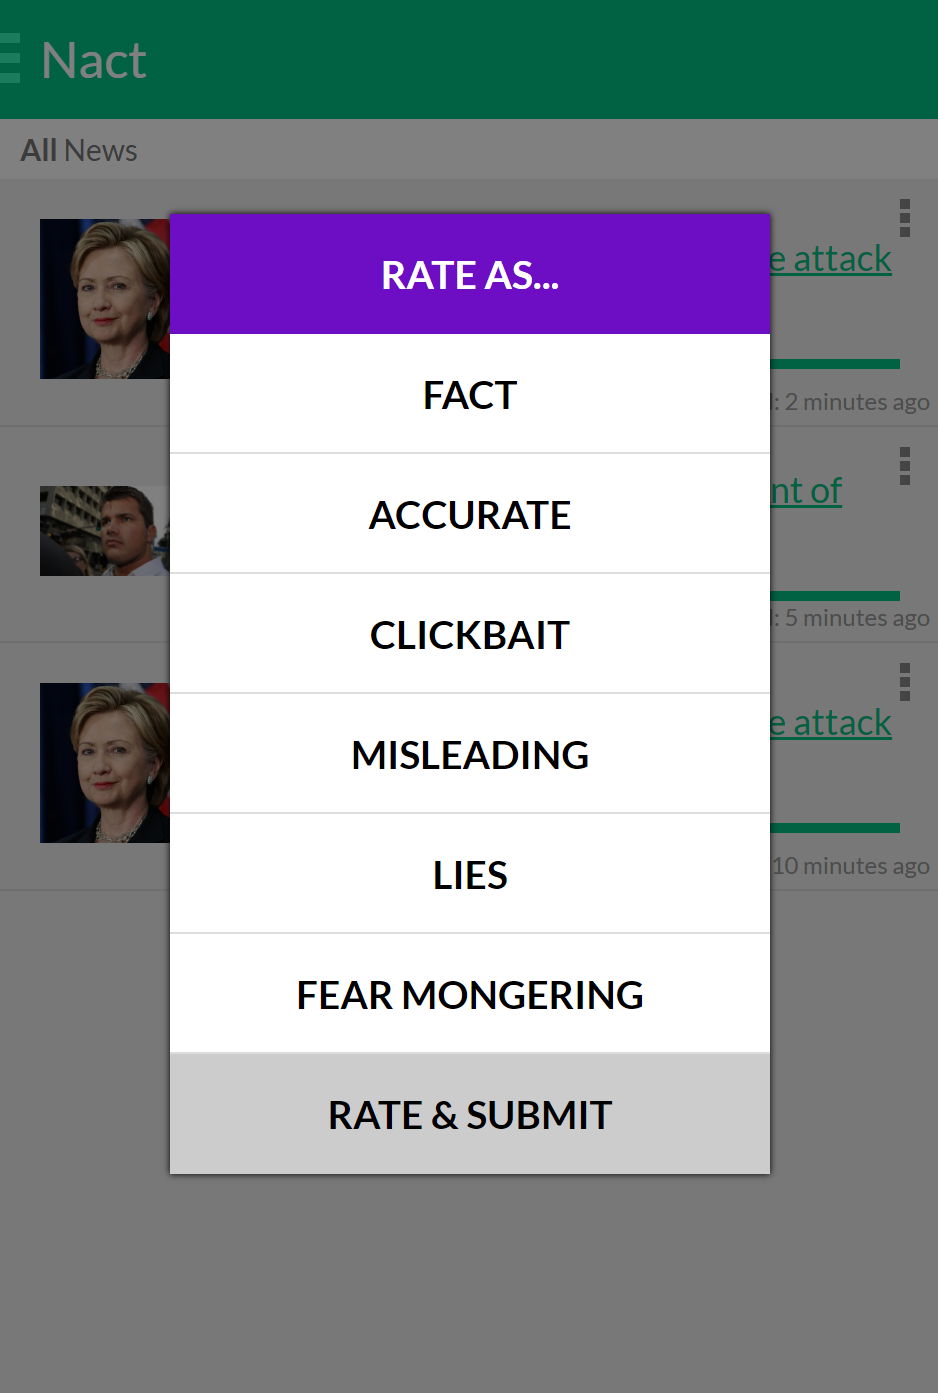 Nact
All News
RATE AS...
e attack
FACT
: 2 minutes ago
ACCURATE
nt of
CLICKBAIT
: 5 minutes ago
MISLEADING
e attack
LIES
10 minutes ago
FEAR MONGERING
RATE & SUBMIT